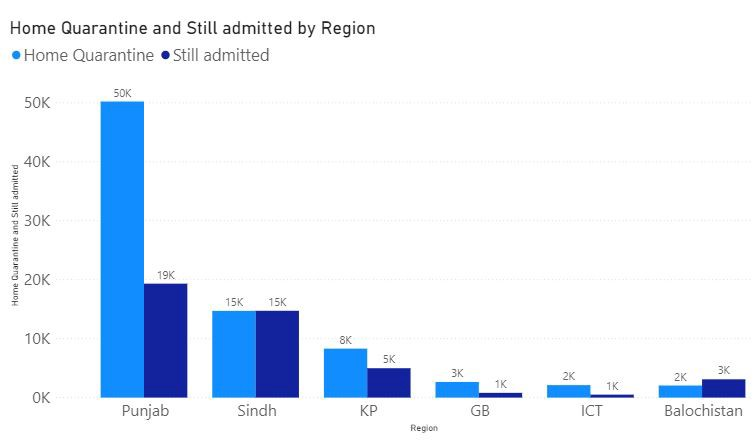 Home Quarantine and Still admitted by Region
Home Quarantine Still admitted
Home Quarantine and Still admitted
50K
40K
30K
20K
10K
0K
50K
19K
15K
15K
8K
5K
3K
1K
2K
1K
2K
3K
Punjab Sindh KP GB ICT Balochistan
Region